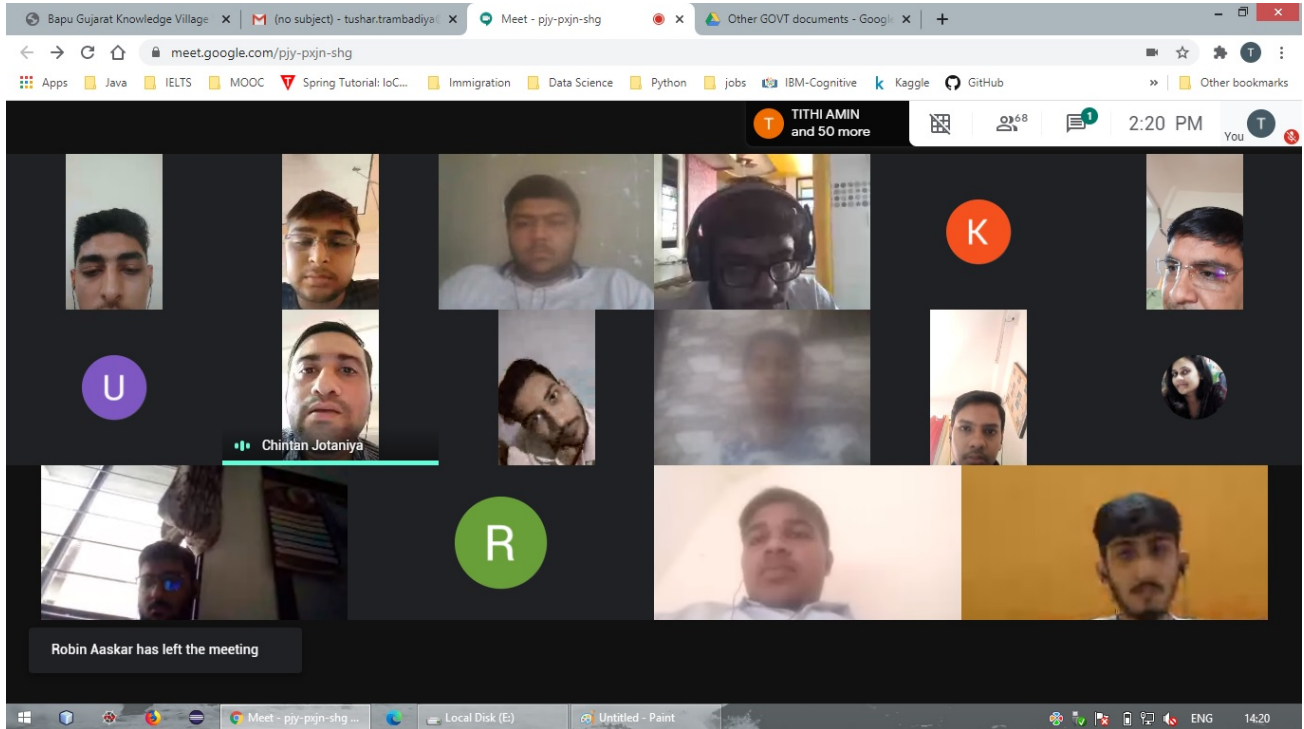 Bapu Gujarat Knowledge Village
(no subject) - tushar.trambadiya
Meet - pjy-pxjn-shg
Other GOVT documents - Google
meet.google.com/pjy-pxjn-shg
T
Apps Java IELTS MOOC Spring Tutorial: IoC... Immigration Data Science Python jobs IBM-Cognitive Kaggle GitHub » Other bookmarks
T
TITHI AMIN
and 50 more
68
1
2:20 PM
You
T
K
U
Chintan Jotaniya
R
Robin Aaskar has left the meeting
Meet - pjy-pxjn-shg ...
Local Disk (E:)
Untitled - Paint
ENG
14:20